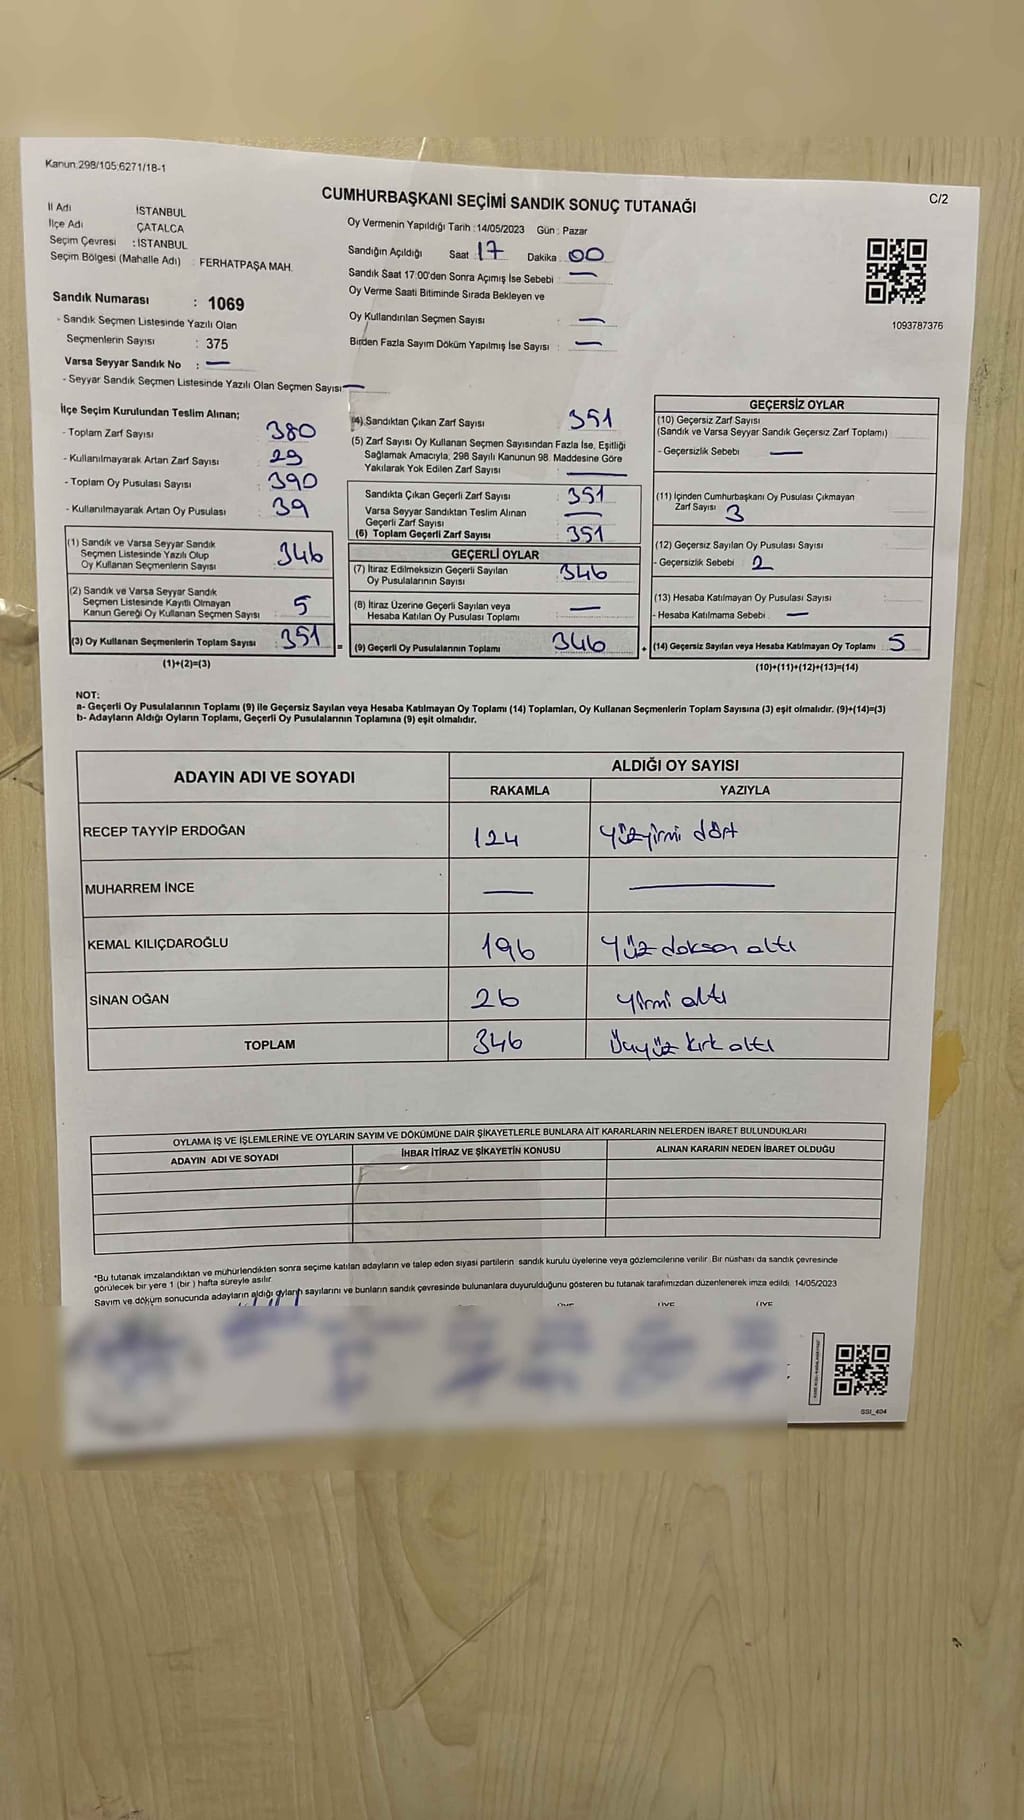 Kanun:298/105;6271/18-1
C/2
CUMHURBAŞKANI SEÇİMİ SANDIK SONUÇ TUTANAĞI
İl Adı İSTANBUL
İlçe Adı ÇATALCA
Seçim Çevresi : İSTANBUL
Seçim Bölgesi (Mahalle Adı) FERHATPAŞA MAH.
Oy Vermenin Yapıldığı Tarih : 14/05/2023 Gün : Pazar
Sandığın Açıldığı Saat 17 Dakika 00
Sandık Saat 17:00'den Sonra Açımış İse Sebebi : —
Oy Verme Saati Bitiminde Sırada Bekleyen ve
Oy Kullandırılan Seçmen Sayısı —
Birden Fazla Sayım Döküm Yapılmış İse Sayısı : —
1093787376
Sandık Numarası : 1069
- Sandık Seçmen Listesinde Yazılı Olan
Seçmenlerin Sayısı : 375
Varsa Seyyar Sandık No : —
- Seyyar Sandık Seçmen Listesinde Yazılı Olan Seçmen Sayısı —
İlçe Seçim Kurulundan Teslim Alınan;
- Toplam Zarf Sayısı : 380
- Kullanılmayarak Artan Zarf Sayısı : 29
- Toplam Oy Pusulası Sayısı : 390
- Kullanılmayarak Artan Oy Pusulası : 39
(1) Sandık ve Varsa Seyyar Sandık
Seçmen Listesinde Yazılı Olup
Oy Kullanan Seçmenlerin Sayısı 346
(2) Sandık ve Varsa Seyyar Sandık
Seçmen Listesinde Kayıtlı Olmayan
Kanun Gereği Oy Kullanan Seçmen Sayısı 5
(3) Oy Kullanan Seçmenlerin Toplam Sayısı 351
(1)+(2)=(3)
(4) Sandıktan Çıkan Zarf Sayısı 351
(5) Zarf Sayısı Oy Kullanan Seçmen Sayısından Fazla İse, Eşitliği
Sağlamak Amacıyla, 298 Sayılı Kanunun 98. Maddesine Göre
Yakılarak Yok Edilen Zarf Sayısı —
Sandıkta Çıkan Geçerli Zarf Sayısı 351
Varsa Seyyar Sandıktan Teslim Alınan
Geçerli Zarf Sayısı —
(6) Toplam Geçerli Zarf Sayısı 351
GEÇERLİ OYLAR
(7) İtiraz Edilmeksizin Geçerli Sayılan
Oy Pusulalarının Sayısı 346
(8) İtiraz Üzerine Geçerli Sayılan veya
Hesaba Katılan Oy Pusulası Toplamı —
= (9) Geçerli Oy Pusulalarının Toplamı 346 +
GEÇERSİZ OYLAR
(10) Geçersiz Zarf Sayısı
(Sandık ve Varsa Seyyar Sandık Geçersiz Zarf Toplamı)
- Geçersizlik Sebebi —
(11) İçinden Cumhurbaşkanı Oy Pusulası Çıkmayan
Zarf Sayısı 3
(12) Geçersiz Sayılan Oy Pusulası Sayısı
- Geçersizlik Sebebi 2
(13) Hesaba Katılmayan Oy Pusulası Sayısı
- Hesaba Katılmama Sebebi —
(14) Geçersiz Sayılan veya Hesaba Katılmayan Oy Toplamı 5
(10)+(11)+(12)+(13)=(14)
NOT:
a- Geçerli Oy Pusulalarının Toplamı (9) ile Geçersiz Sayılan veya Hesaba Katılmayan Oy Toplamı (14) Toplamları, Oy Kullanan Seçmenlerin Toplam Sayısına (3) eşit olmalıdır. (9)+(14)=(3)
b- Adayların Aldığı Oyların Toplamı, Geçerli Oy Pusulalarının Toplamına (9) eşit olmalıdır.
ADAYIN ADI VE SOYADI
ALDIĞI OY SAYISI
RAKAMLA YAZIYLA
RECEP TAYYİP ERDOĞAN 124 Yüzyirmi dört
MUHARREM İNCE — —
KEMAL KILIÇDAROĞLU 196 Yüz doksan altı
SİNAN OĞAN 26 Yirmi altı
TOPLAM 346 Üçyüz kırk altı
OYLAMA İŞ VE İŞLEMLERİNE VE OYLARIN SAYIM VE DÖKÜMÜNE DAİR ŞİKAYETLERLE BUNLARA AİT KARARLARIN NELERDEN İBARET BULUNDUKLARI
ADAYIN ADI VE SOYADI İHBAR İTİRAZ VE ŞİKAYETİN KONUSU ALINAN KARARIN NEDEN İBARET OLDUĞU
*Bu tutanak imzalandıktan ve mühürlendikten sonra seçime katılan adayların ve talep eden siyasi partilerin sandık kurulu üyelerine veya gözlemcilerine verilir. Bir nüshası da sandık çevresinde
görülecek bir yere 1 (bir) hafta süreyle asılır.
Sayım ve döküm sonucunda adayların aldığı oyların sayılarını ve bunların sandık çevresinde bulunanlara duyurulduğunu gösteren bu tutanak tarafımızdan düzenlenerek imza edildi. 14/05/2023
ÜYE ÜYE ÜYE
SSI_404